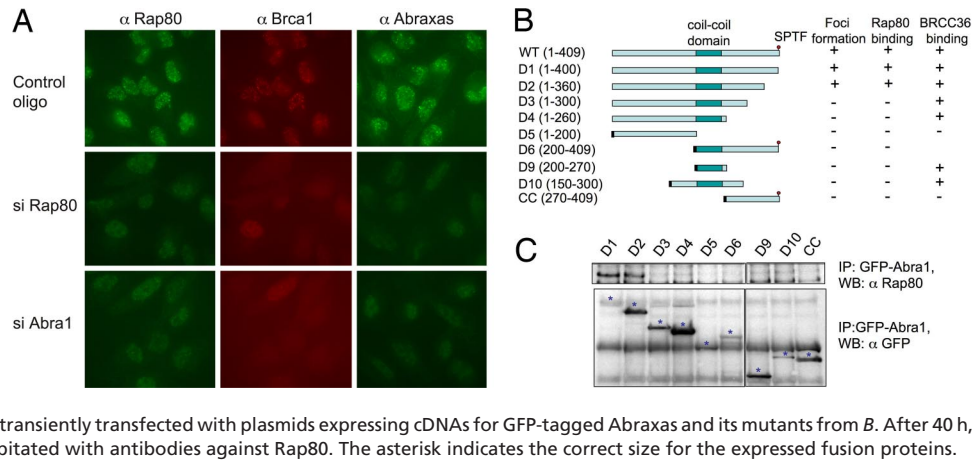 A
α Rap80 α Brca1 α Abraxas
Control oligo
si Rap80
si Abra1
B
coil-coil domain
SPTF
Foci formation
Rap80 binding
BRCC36 binding
WT (1-409) + + +
D1 (1-400) + + +
D2 (1-360) + + +
D3 (1-300) - - +
D4 (1-260) - - +
D5 (1-200) - - -
D6 (200-409) - -
D9 (200-270) - - +
D10 (150-300) - - +
CC (270-409) - - -
C
D1 D2 D3 D4 D5 D6 D9 D10 CC
IP: GFP-Abra1,
WB: α Rap80
* * * * * * * * *
IP:GFP-Abra1,
WB: α GFP
transiently transfected with plasmids expressing cDNAs for GFP-tagged Abraxas and its mutants from B. After 40 h,
pitated with antibodies against Rap80. The asterisk indicates the correct size for the expressed fusion proteins.